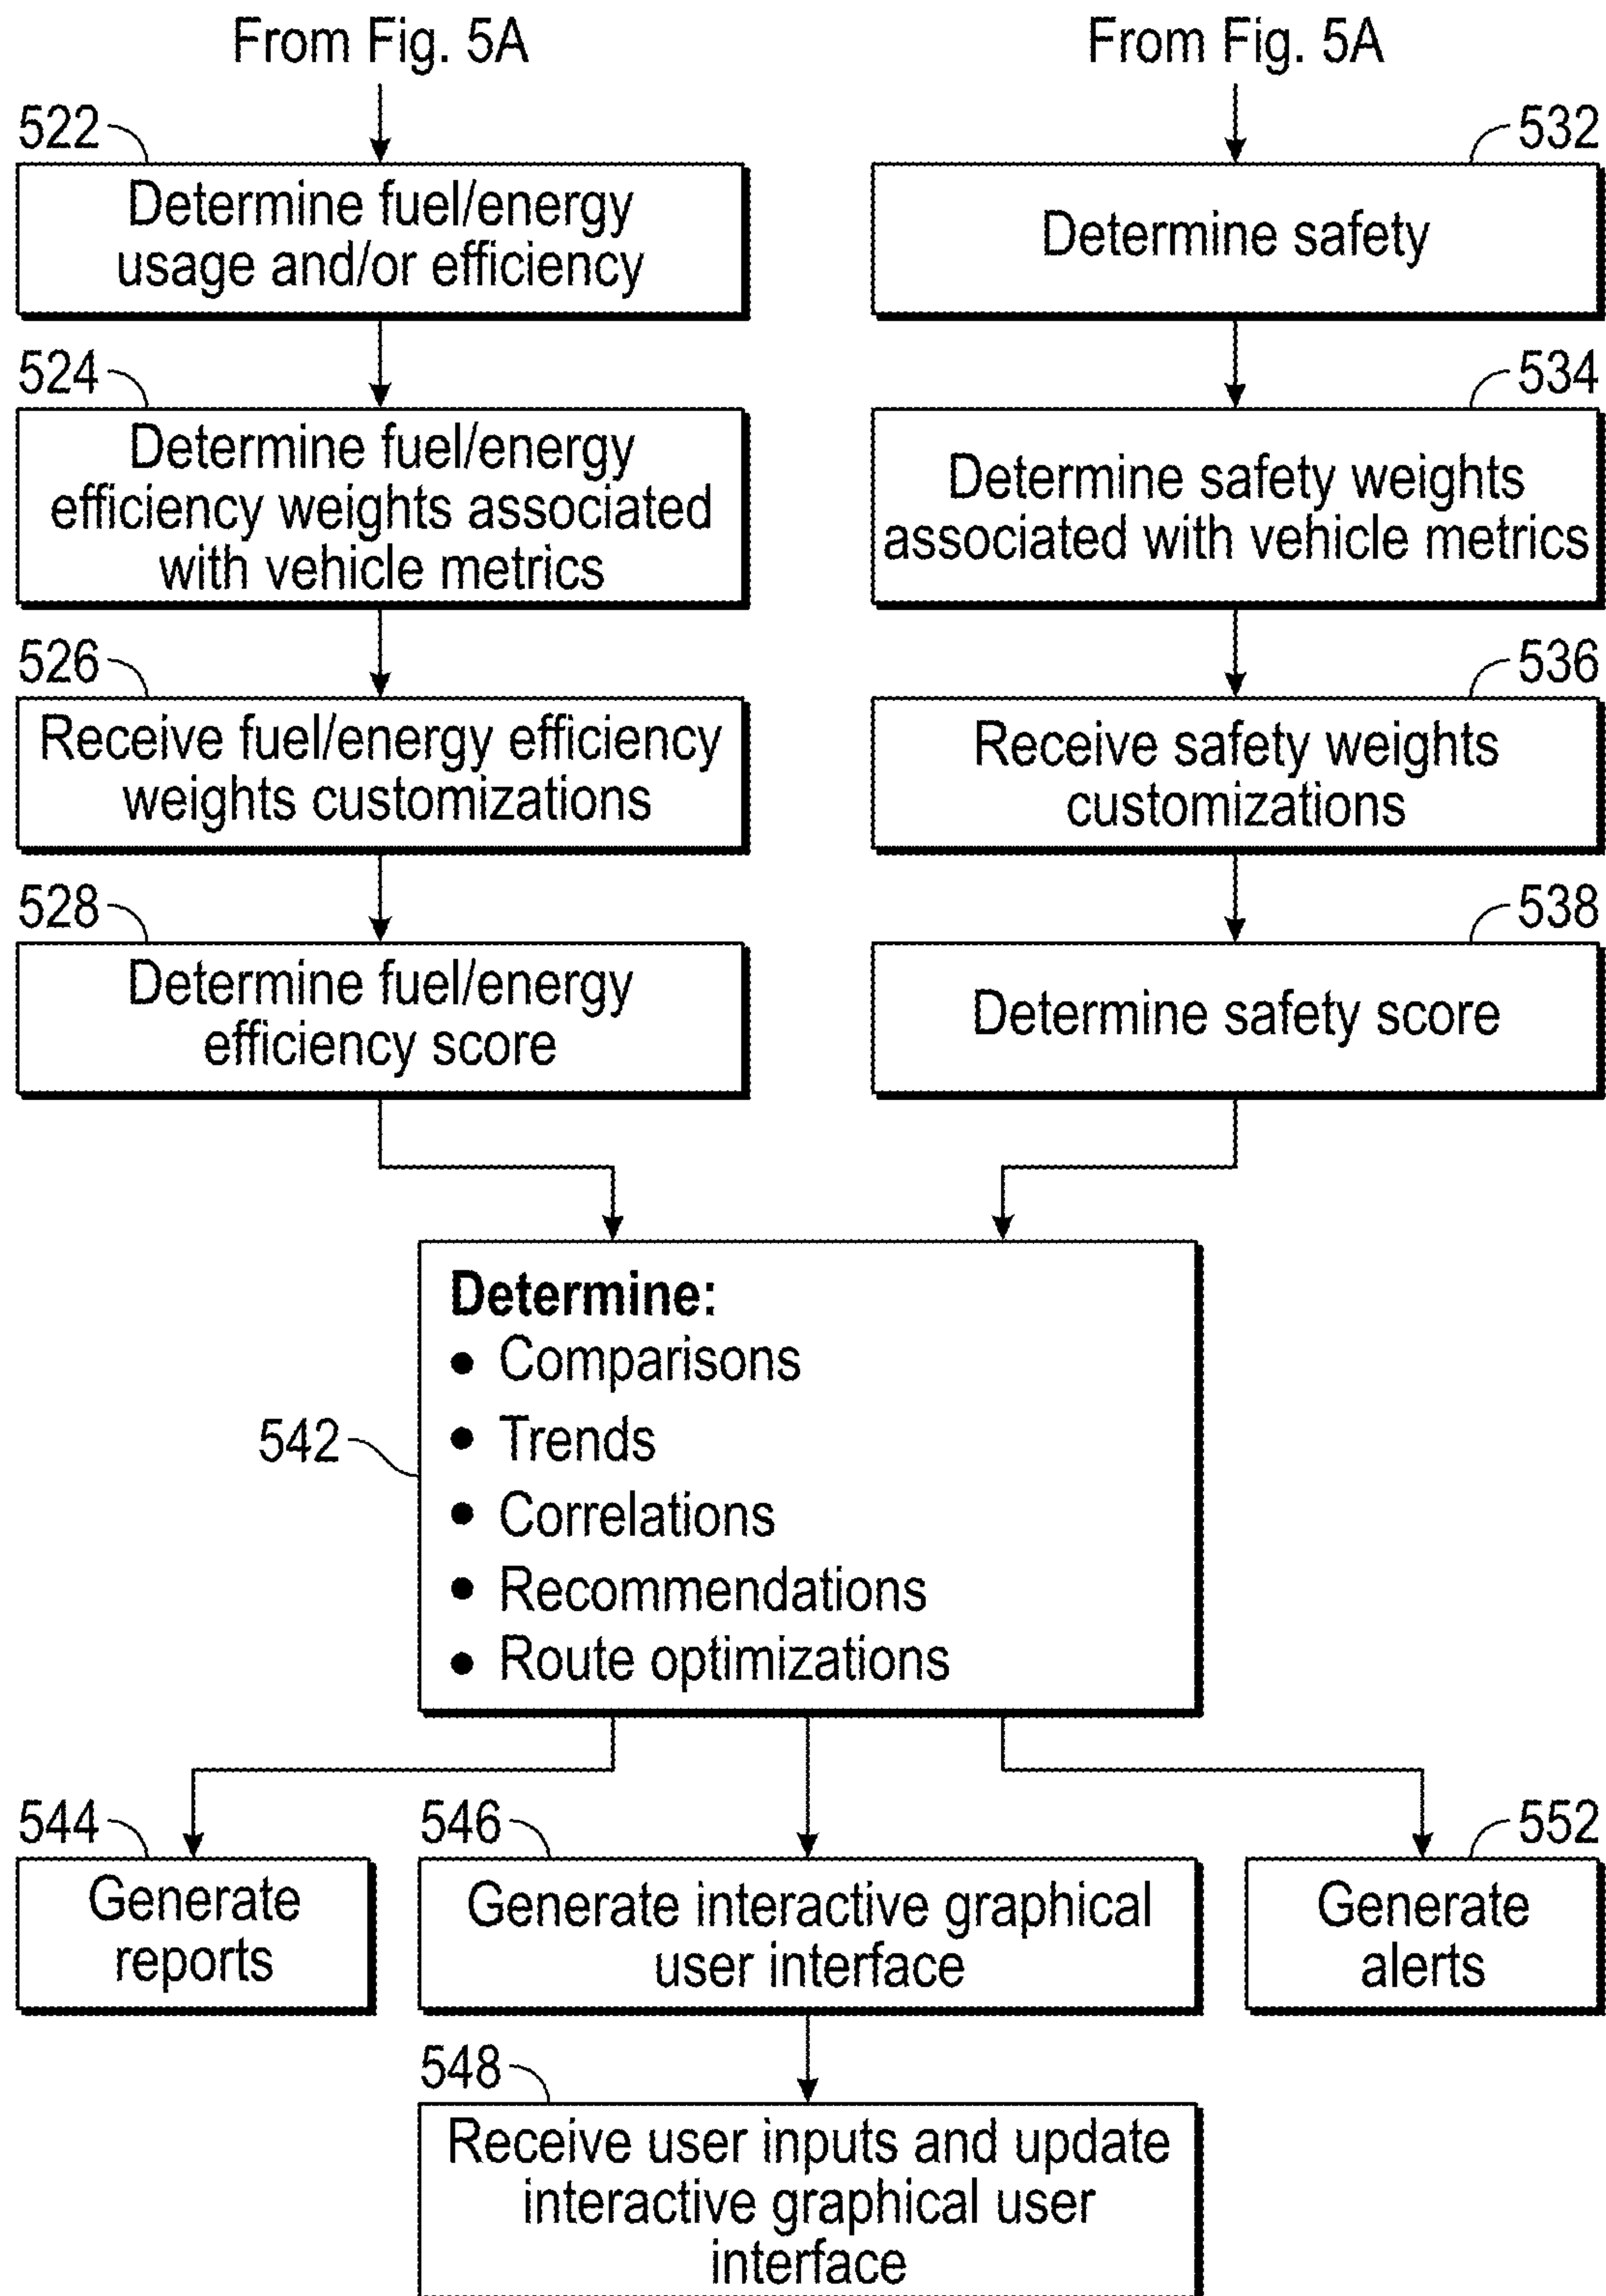 From Fig. 5A
From Fig. 5A
522
532
Determine fuel/energy
usage and/or efficiency
Determine safety
524
534
Determine fuel/energy
efficiency weights associated
with vehicle metrics
Determine safety weights
associated with vehicle metrics
526
536
Receive fuel/energy efficiency
weights customizations
Receive safety weights
customizations
528
538
Determine fuel/energy
efficiency score
Determine safety score
542
Determine:
• Comparisons
• Trends
• Correlations
• Recommendations
• Route optimizations
544
546
552
Generate
reports
Generate interactive graphical
user interface
Generate
alerts
548
Receive user inputs and update
interactive graphical user
interface